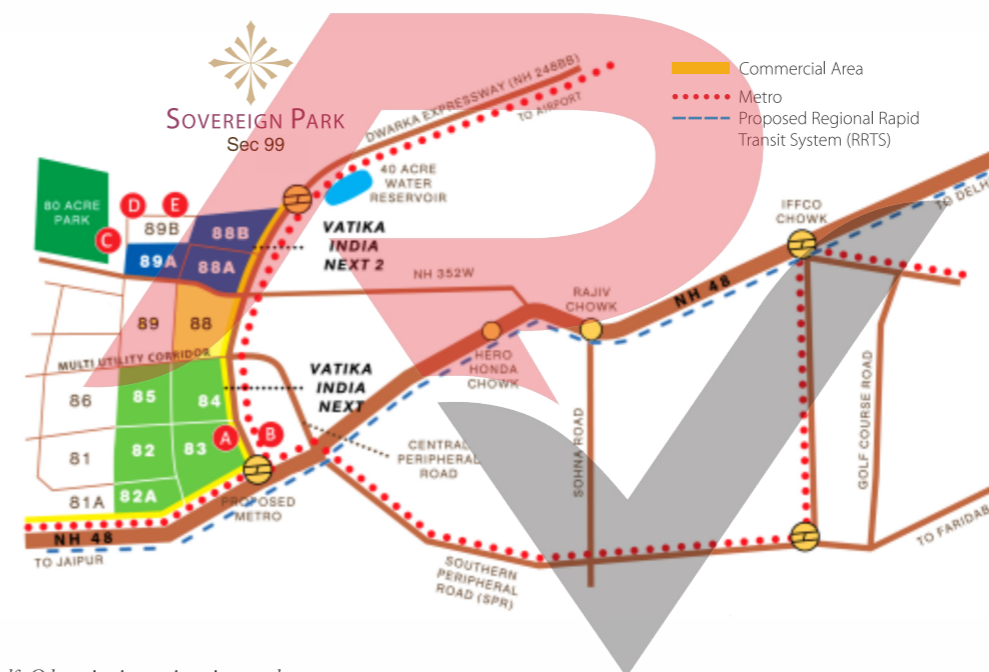 SOVEREIGN PARK
Sec 99
Commercial Area
Metro
Proposed Regional Rapid
Transit System (RRTS)
DWARKA EXPRESSWAY (NH 248BB)
TO AIRPORT
40 ACRE
WATER
RESERVOIR
80 ACRE
PARK
D
E
C
89B
88B
89A
88A
VATIKA
INDIA
NEXT 2
IFFCO
CHOWK
TO DELH
NH 352W
RAJIV
CHOWK
NH 48
89
88
HERO
HONDA
CHOWK
MULTI UTILITY CORRIDOR
VATIKA
INDIA
NEXT
86
85
84
81
82
83
A
B
CENTRAL
PERIPHERAL
ROAD
SOHNA ROAD
GOLF COURSE ROAD
81A
82A
PROPOSED
METRO
NH 48
TO JAIPUR
SOUTHERN
PERIPHERAL
ROAD (SPR)
TO FARIDAB